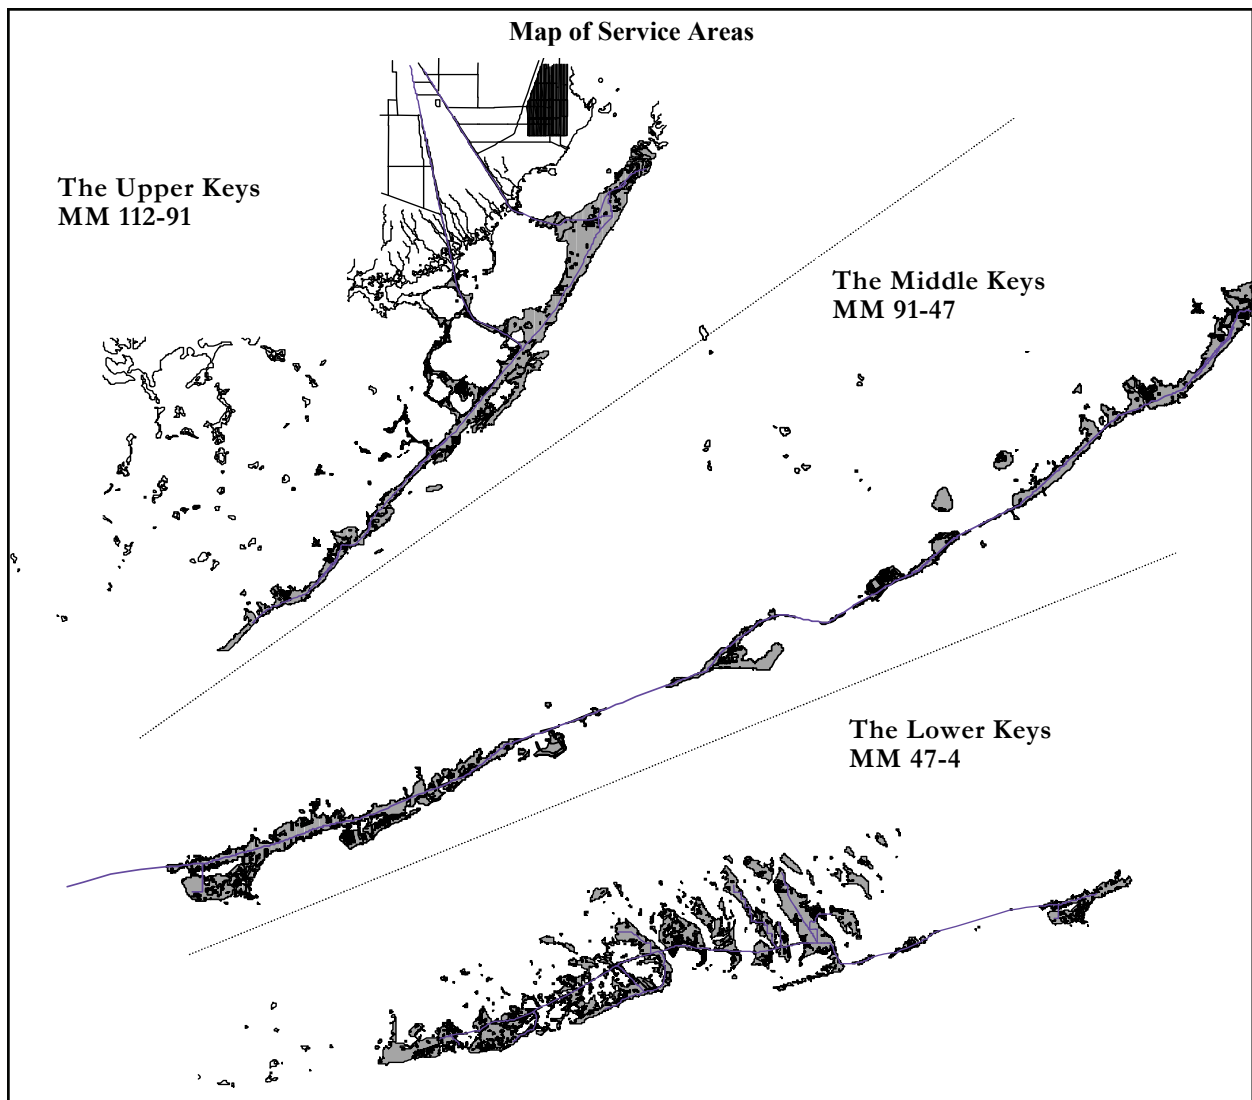 Map of Service Areas
The Upper Keys
MM 112-91
The Middle Keys
MM 91-47
The Lower Keys
MM 47-4